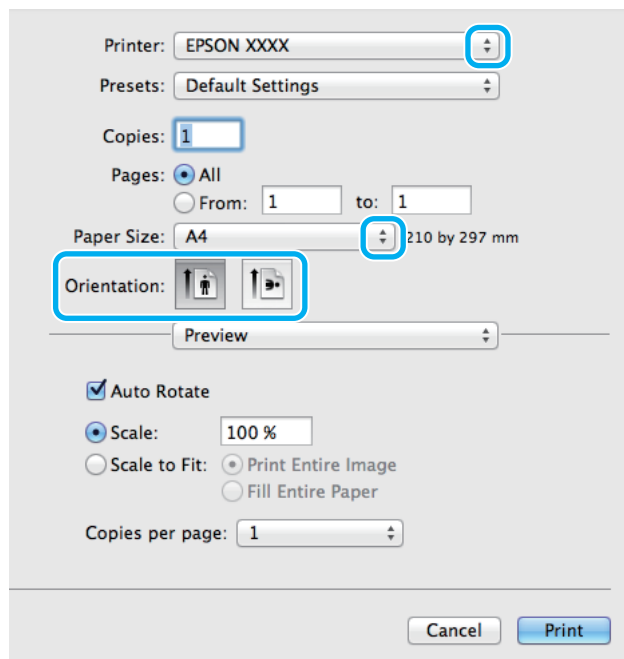 Printer: EPSON XXXX
Presets: Default Settings
Copies: 1
Pages: All
From: 1 to: 1
Paper Size: A4 210 by 297 mm
Orientation:
Preview
Auto Rotate
Scale: 100 %
Scale to Fit: Print Entire Image
Fill Entire Paper
Copies per page: 1
Cancel Print